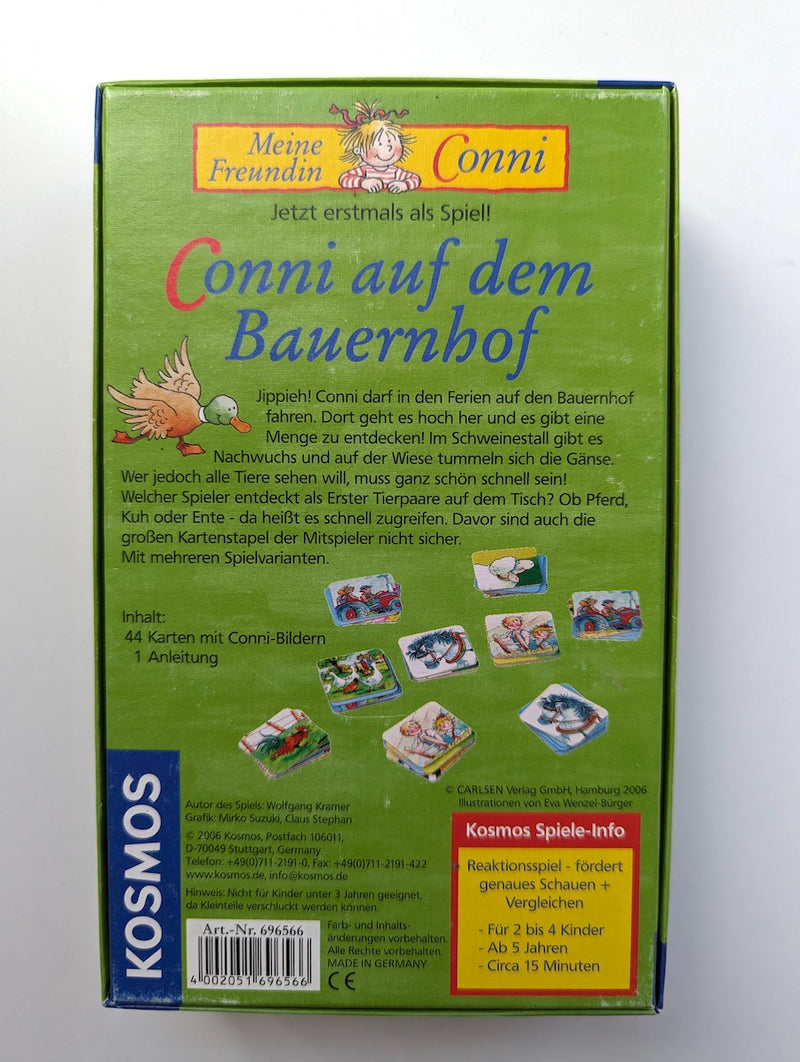 Meine
Freundin
Conni
Jetzt erstmals als Spiel!
Conni auf dem
Bauernhof
Jippieh! Conni darf in den Ferien auf den Bauernhof
fahren. Dort geht es hoch her und es gibt eine
Menge zu entdecken! Im Schweinestall gibt es
Nachwuchs und auf der Wiese tummeln sich die Gänse.
Wer jedoch alle Tiere sehen will, muss ganz schön schnell sein!
Welcher Spieler entdeckt als Erster Tierpaare auf dem Tisch? Ob Pferd,
Kuh oder Ente - da heißt es schnell zugreifen. Davor sind auch die
großen Kartenstapel der Mitspieler nicht sicher.
Mit mehreren Spielvarianten.
Inhalt:
44 Karten mit Conni-Bildern
1 Anleitung
© CARLSEN Verlag GmbH, Hamburg 2006
Illustrationen von Eva Wenzel-Bürger
KOSMOS
Autor des Spiels: Wolfgang Kramer
Grafik: Mirko Suzuki, Claus Stephan
© 2006 Kosmos, Postfach 106011,
D-70049 Stuttgart, Germany
Telefon: +49(0)711-2191-0, Fax: +49(0)711-2191-422
www.kosmos.de, info@kosmos.de
Hinweis: Nicht für Kinder unter 3 Jahren geeignet,
da Kleinteile verschluckt werden können.
Art.-Nr. 696566
4 002051 696566
Farb- und Inhalts-
änderungen vorbehalten.
Alle Rechte vorbehalten.
MADE IN GERMANY
CE
Kosmos Spiele-Info
Reaktionsspiel - fördert
genaues Schauen +
Vergleichen
- Für 2 bis 4 Kinder
- Ab 5 Jahren
- Circa 15 Minuten